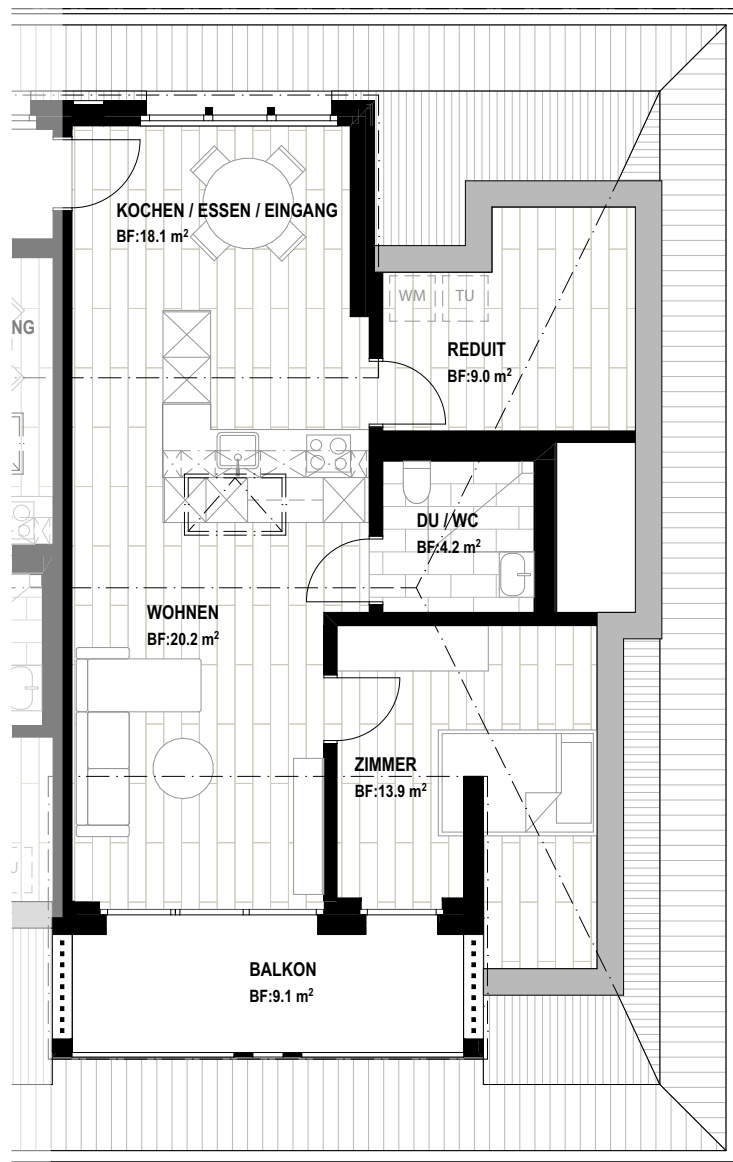 KOCHEN / ESSEN / EINGANG
BF:18.1 m²
WM TU
NG
REDUIT
BF:9.0 m²
DU / WC
BF:4.2 m²
WOHNEN
BF:20.2 m²
ZIMMER
BF:13.9 m²
BALKON
BF:9.1 m²